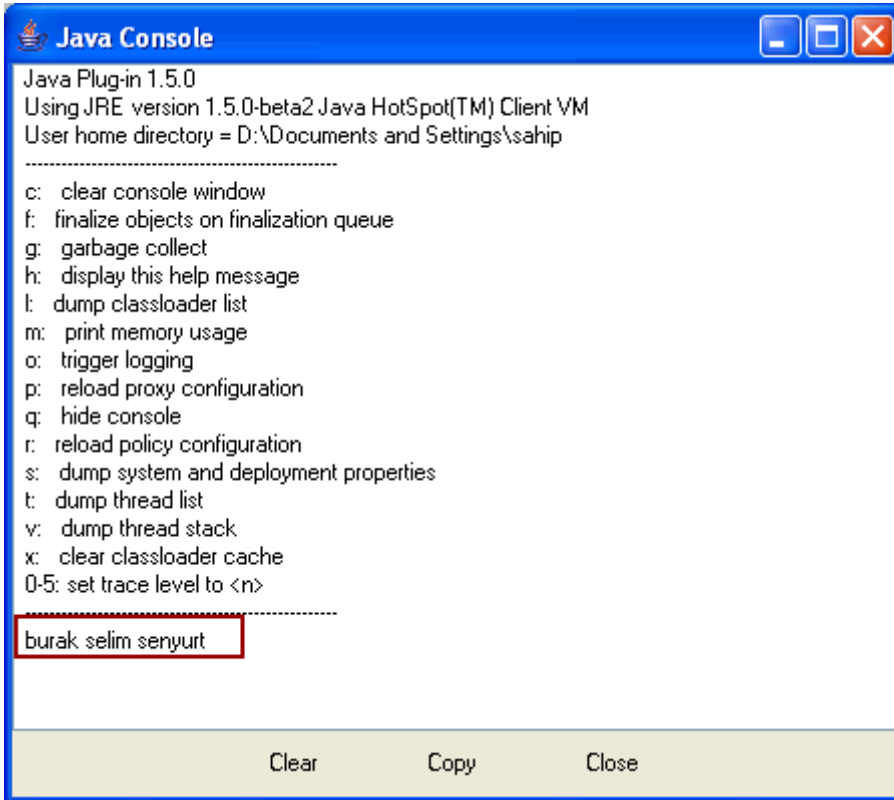 Java Console
Java Plug-in 1.5.0
Using JRE version 1.5.0-beta2 Java HotSpot(TM) Client VM
User home directory = D:\Documents and Settings\sahip
----------------------------------------------------
c: clear console window
f: finalize objects on finalization queue
g: garbage collect
h: display this help message
l: dump classloader list
m: print memory usage
o: trigger logging
p: reload proxy configuration
q: hide console
r: reload policy configuration
s: dump system and deployment properties
t: dump thread list
v: dump thread stack
x: clear classloader cache
0-5: set trace level to <n>
----------------------------------------------------
burak selim senyurt
Clear Copy Close